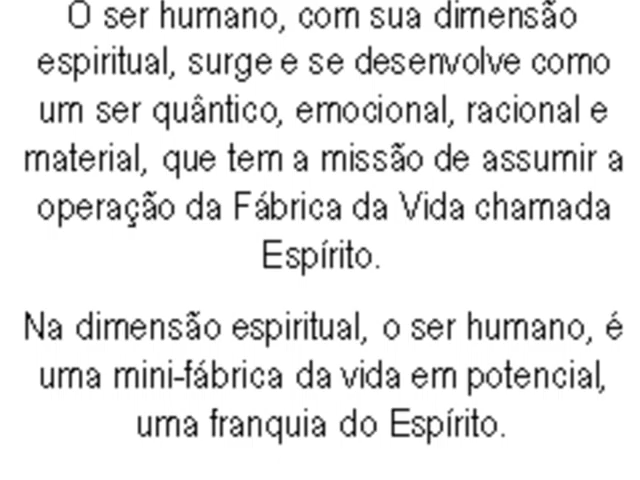 O ser humano, com sua dimensão
espiritual, surge e se desenvolve como
um ser quântico, emocional, racional e
material, que tem a missão de assumir a
operação da Fábrica da Vida chamada
Espírito.
Na dimensão espiritual, o ser humano, é
uma mini-fábrica da vida em potencial,
uma franquia do Espírito.